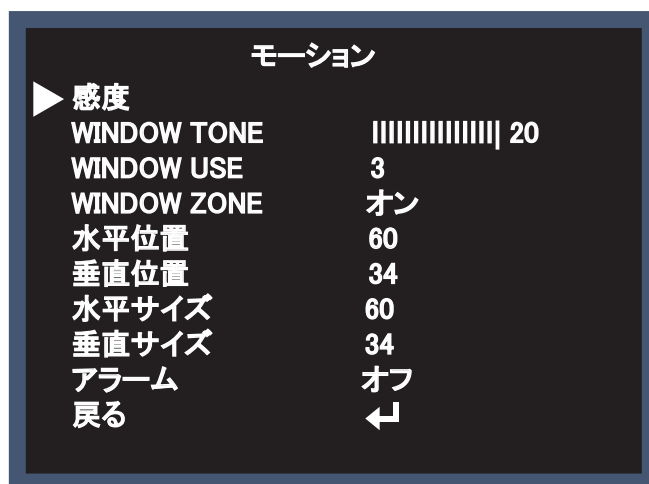 モーション
▶ 感度
WINDOW TONE |||||||||||||||| 20
WINDOW USE 3
WINDOW ZONE オン
水平位置 60
垂直位置 34
水平サイズ 60
垂直サイズ 34
アラーム オフ
戻る ↵